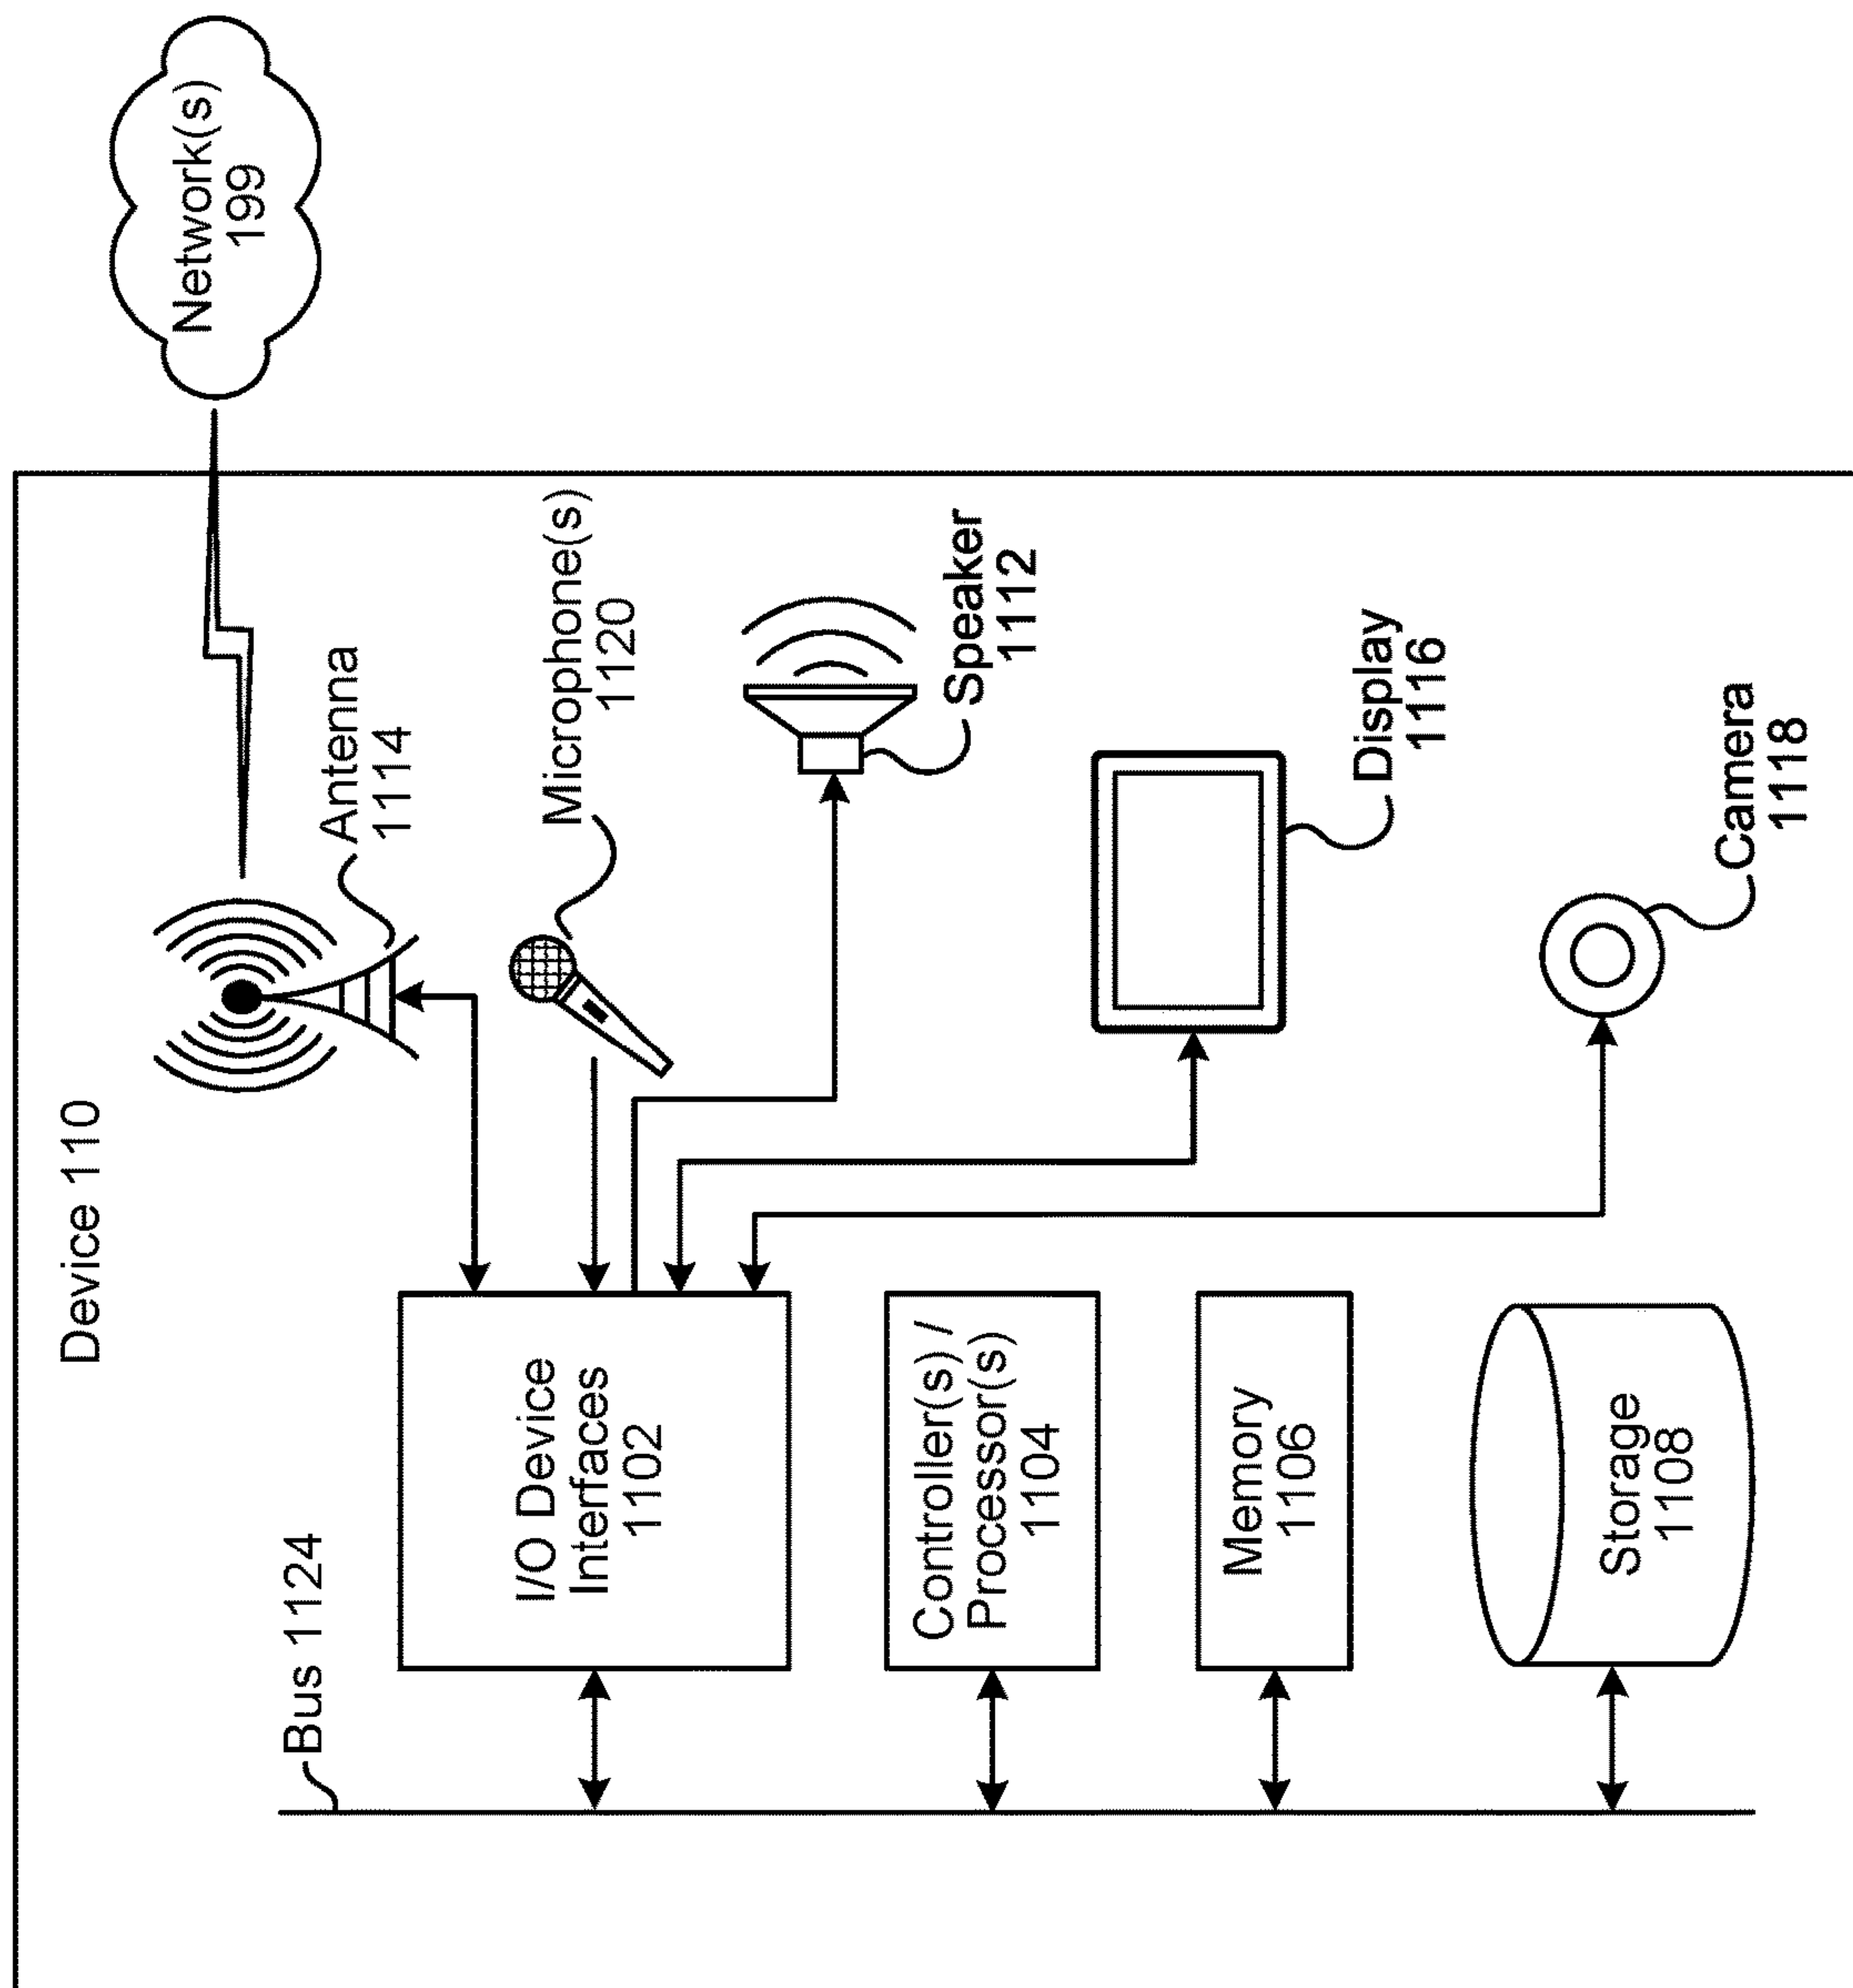 Device 110
Network(s)
199
Bus 1124
Antenna
1114
I/O Device
Interfaces
1102
Microphone(s)
1120
Controller(s) /
Processor(s)
1104
Speaker
1112
Memory
1106
Display
1116
Storage
1108
Camera
1118